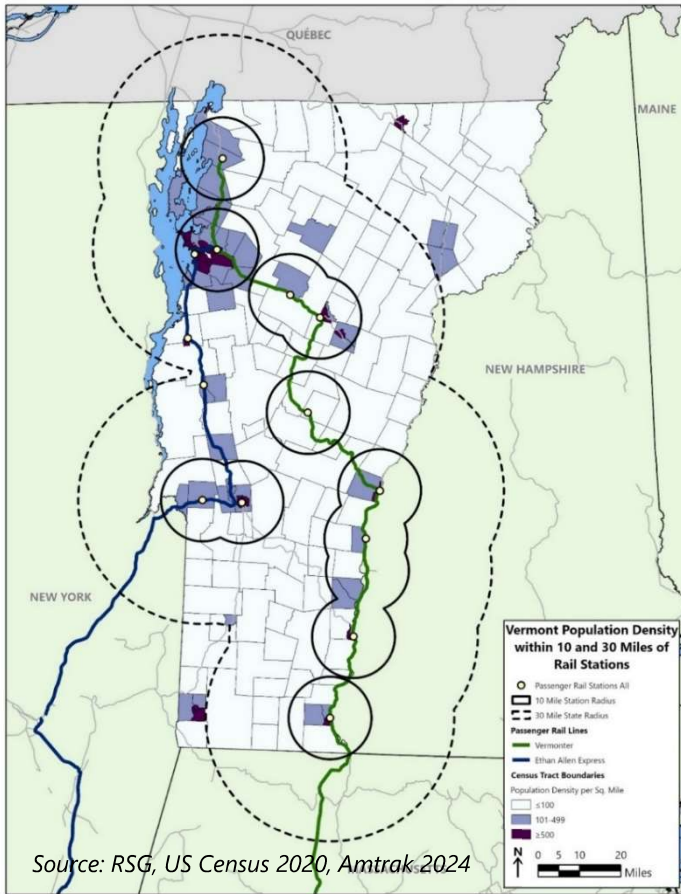 QUÉBEC
MAINE
NEW HAMPSHIRE
NEW YORK
Vermont Population Density
within 10 and 30 Miles of
Rail Stations
Passenger Rail Stations All
10 Mile Station Radius
30 Mile State Radius
Passenger Rail Lines
Vermonter
Ethan Allen Express
Census Tract Boundaries
Population Density per Sq. Mile
≤100
101-499
≥500
N
0 5 10 20
Miles
MASSACHUSETTS
Source: RSG, US Census 2020, Amtrak 2024